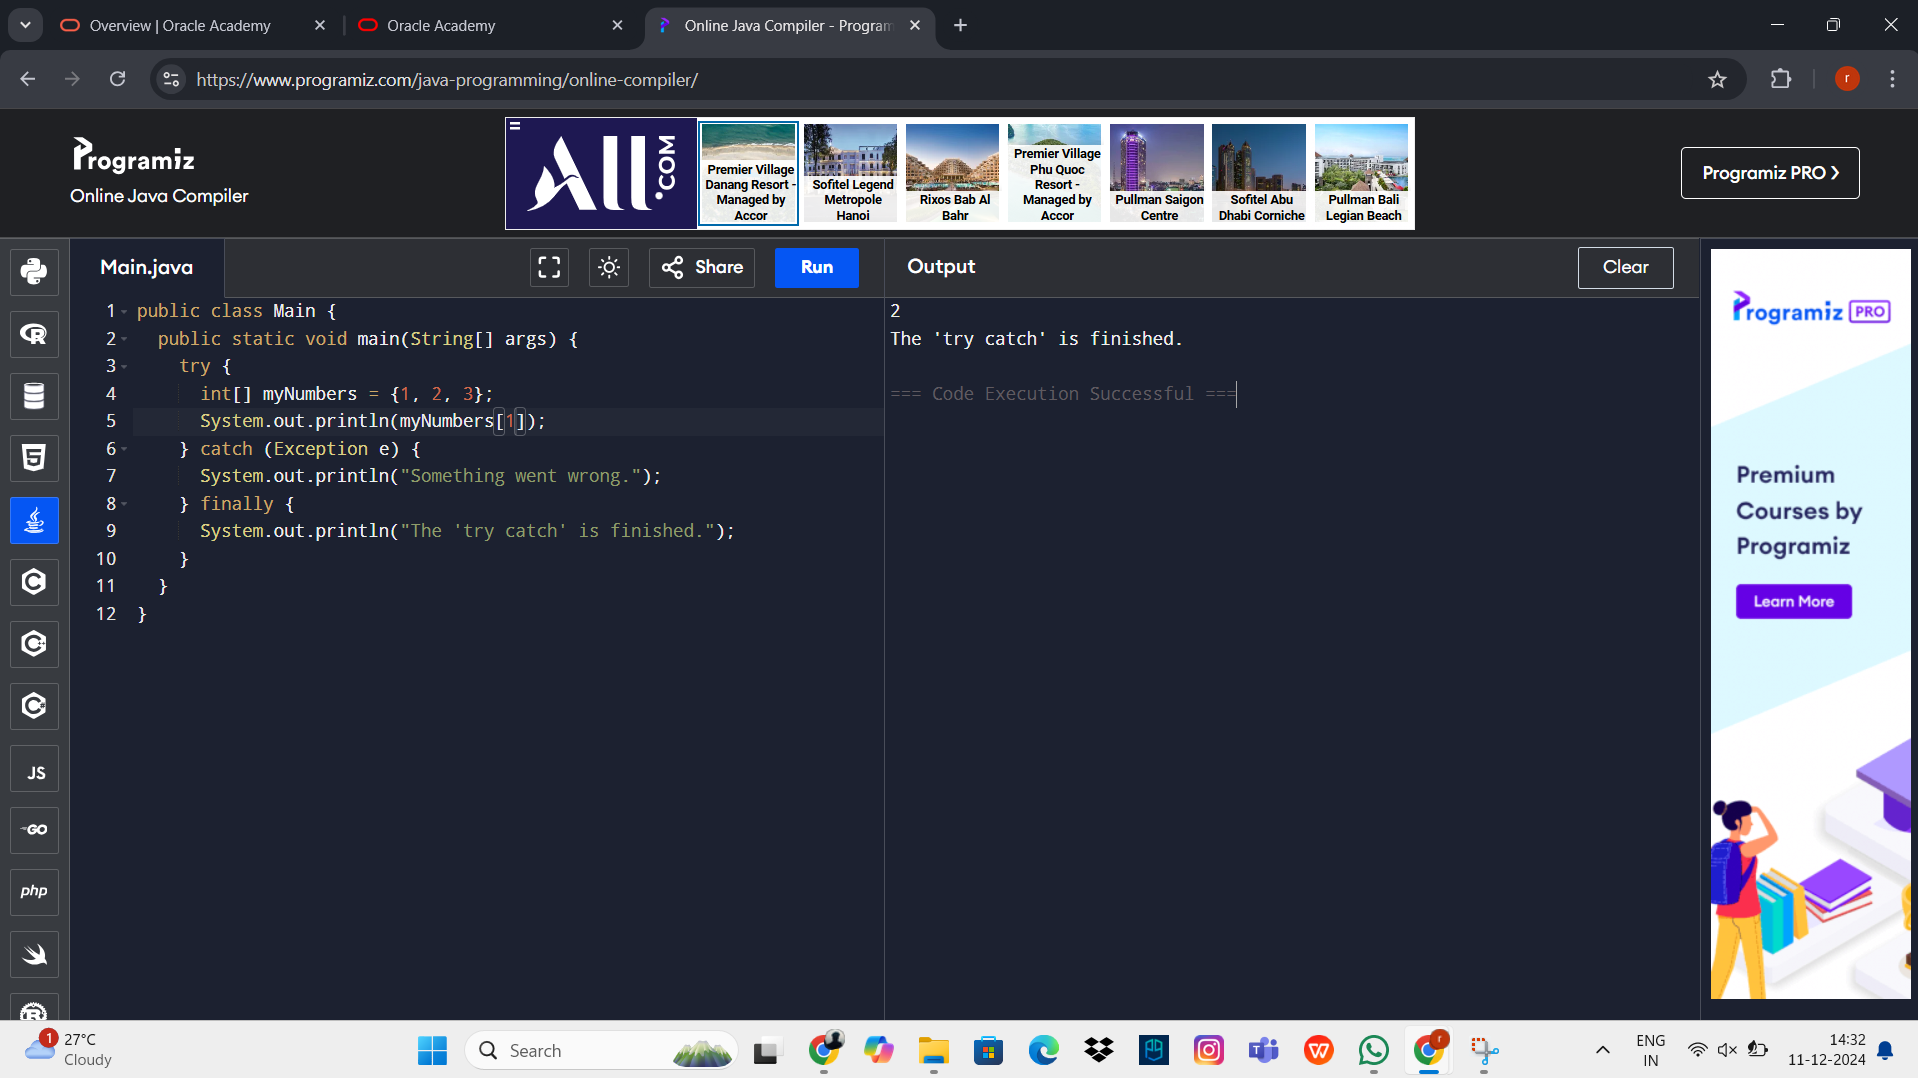 Overview | Oracle Academy
Oracle Academy
Online Java Compiler - Program
https://www.programiz.com/java-programming/online-compiler/
r
Programiz
Online Java Compiler
ALL.COM
Premier Village Danang Resort - Managed by Accor
Sofitel Legend Metropole Hanoi
Rixos Bab Al Bahr
Premier Village Phu Quoc Resort - Managed by Accor
Pullman Saigon Centre
Sofitel Abu Dhabi Corniche
Pullman Bali Legian Beach
Programiz PRO
Main.java
Share
Run
Output
Clear
1 public class Main {
2 public static void main(String[] args) {
3 try {
4 int[] myNumbers = {1, 2, 3};
5 System.out.println(myNumbers[1]);
6 } catch (Exception e) {
7 System.out.println("Something went wrong.");
8 } finally {
9 System.out.println("The 'try catch' is finished.");
10 }
11 }
12 }
2
The 'try catch' is finished.
=== Code Execution Successful ===
R
5
C
C
C
JS
GO
php
R
Programiz PRO
Premium
Courses by
Programiz
Learn More
1
27°C
Cloudy
Search
r
ENG
IN
14:32
11-12-2024